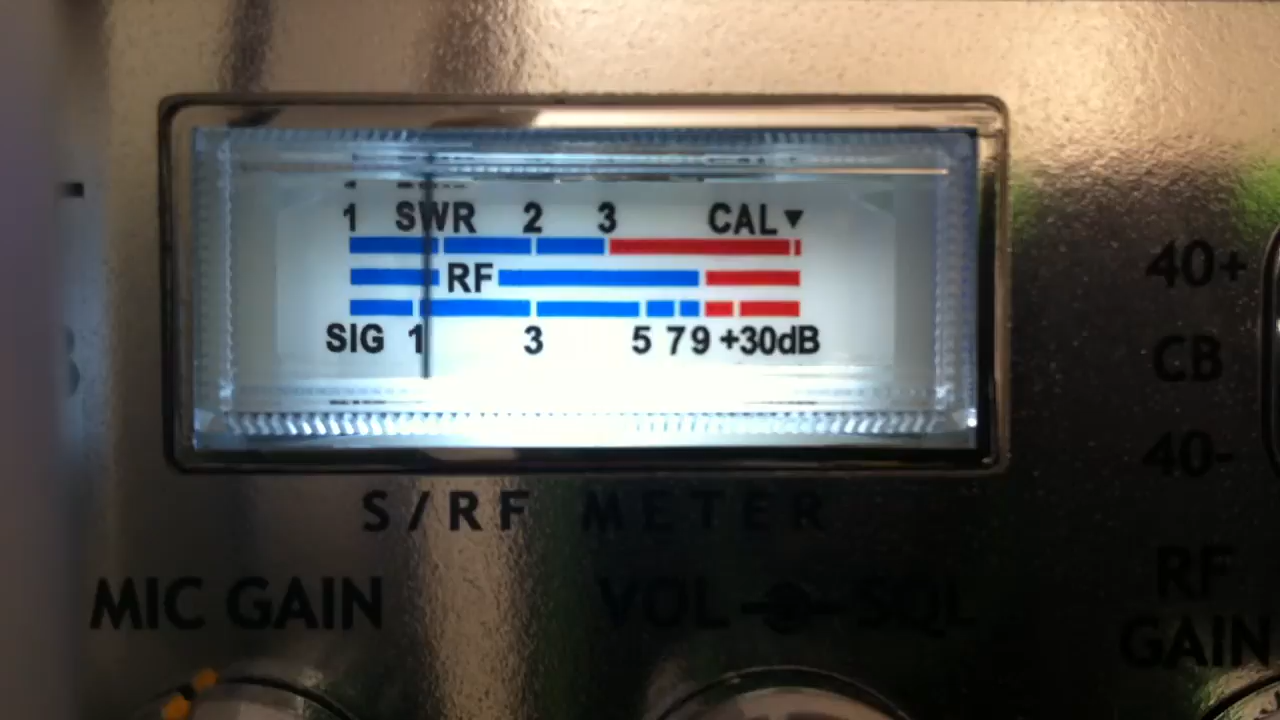 1 SWR 2 3 CAL▼
RF
SIG 1 3 5 7 9 +30dB
S/RF METER
MIC GAIN
VOL SQL
40+
CB
40-
RF
GAIN